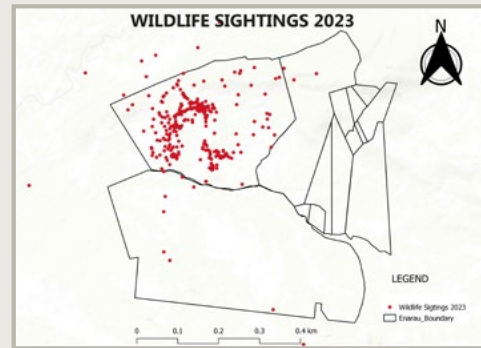 WILDLIFE SIGHTINGS 2023
N
LEGEND
Wildlife Sigtings 2023
Enarau_Boundary
0 0.1 0.2 0.3 0.4 km